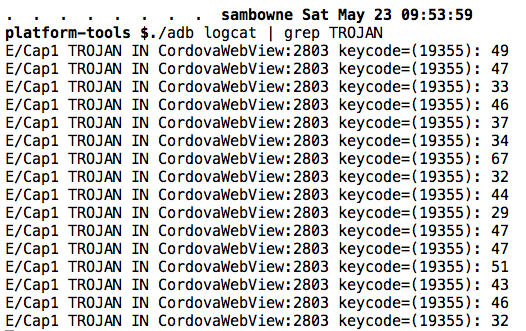 . . . . . . . . sambowne Sat May 23 09:53:59
platform-tools $./adb logcat | grep TROJAN
E/Cap1 TROJAN IN CordovaWebView:2803 keycode=(19355): 49
E/Cap1 TROJAN IN CordovaWebView:2803 keycode=(19355): 47
E/Cap1 TROJAN IN CordovaWebView:2803 keycode=(19355): 33
E/Cap1 TROJAN IN CordovaWebView:2803 keycode=(19355): 46
E/Cap1 TROJAN IN CordovaWebView:2803 keycode=(19355): 37
E/Cap1 TROJAN IN CordovaWebView:2803 keycode=(19355): 34
E/Cap1 TROJAN IN CordovaWebView:2803 keycode=(19355): 67
E/Cap1 TROJAN IN CordovaWebView:2803 keycode=(19355): 32
E/Cap1 TROJAN IN CordovaWebView:2803 keycode=(19355): 44
E/Cap1 TROJAN IN CordovaWebView:2803 keycode=(19355): 29
E/Cap1 TROJAN IN CordovaWebView:2803 keycode=(19355): 47
E/Cap1 TROJAN IN CordovaWebView:2803 keycode=(19355): 47
E/Cap1 TROJAN IN CordovaWebView:2803 keycode=(19355): 51
E/Cap1 TROJAN IN CordovaWebView:2803 keycode=(19355): 43
E/Cap1 TROJAN IN CordovaWebView:2803 keycode=(19355): 46
E/Cap1 TROJAN IN CordovaWebView:2803 keycode=(19355): 32